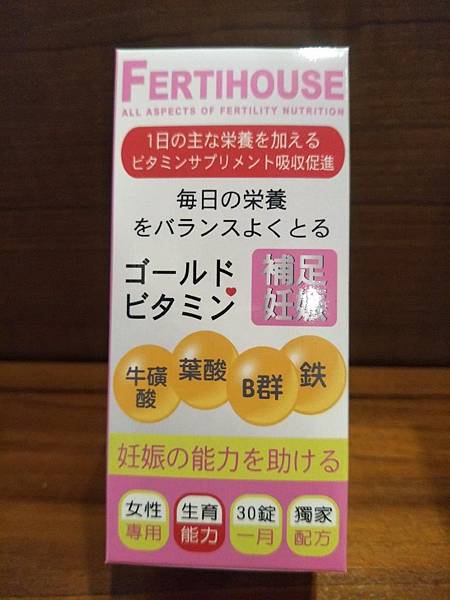 FERTIHOUSE
ALL ASPECTS OF FERTILITY NUTRITION
1日の主な栄養を加える
ビタミンサプリメント吸収促進
毎日の栄養
をバランスよくとる
ゴールド
ビタミン
補足
妊娠
牛磺
酸
葉酸
B群
鉄
妊娠の能力を助ける
女性
專用
生育
能力
30錠
一月
獨家
配方